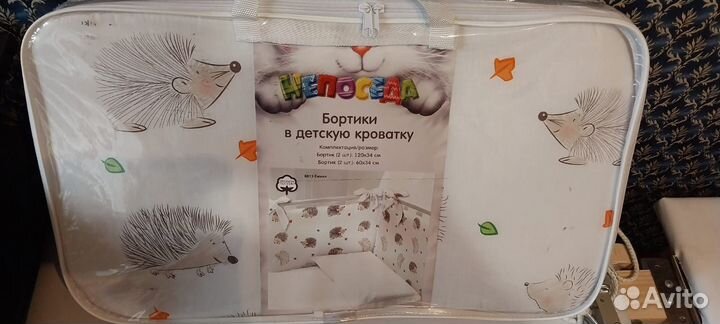 НЕПОСЕДА
Бортики
в детскую кроватку
Комплектация/размер:
Бортик (2 шт.): 120х34 см
Бортик (2 шт.): 60х34 см
Avito